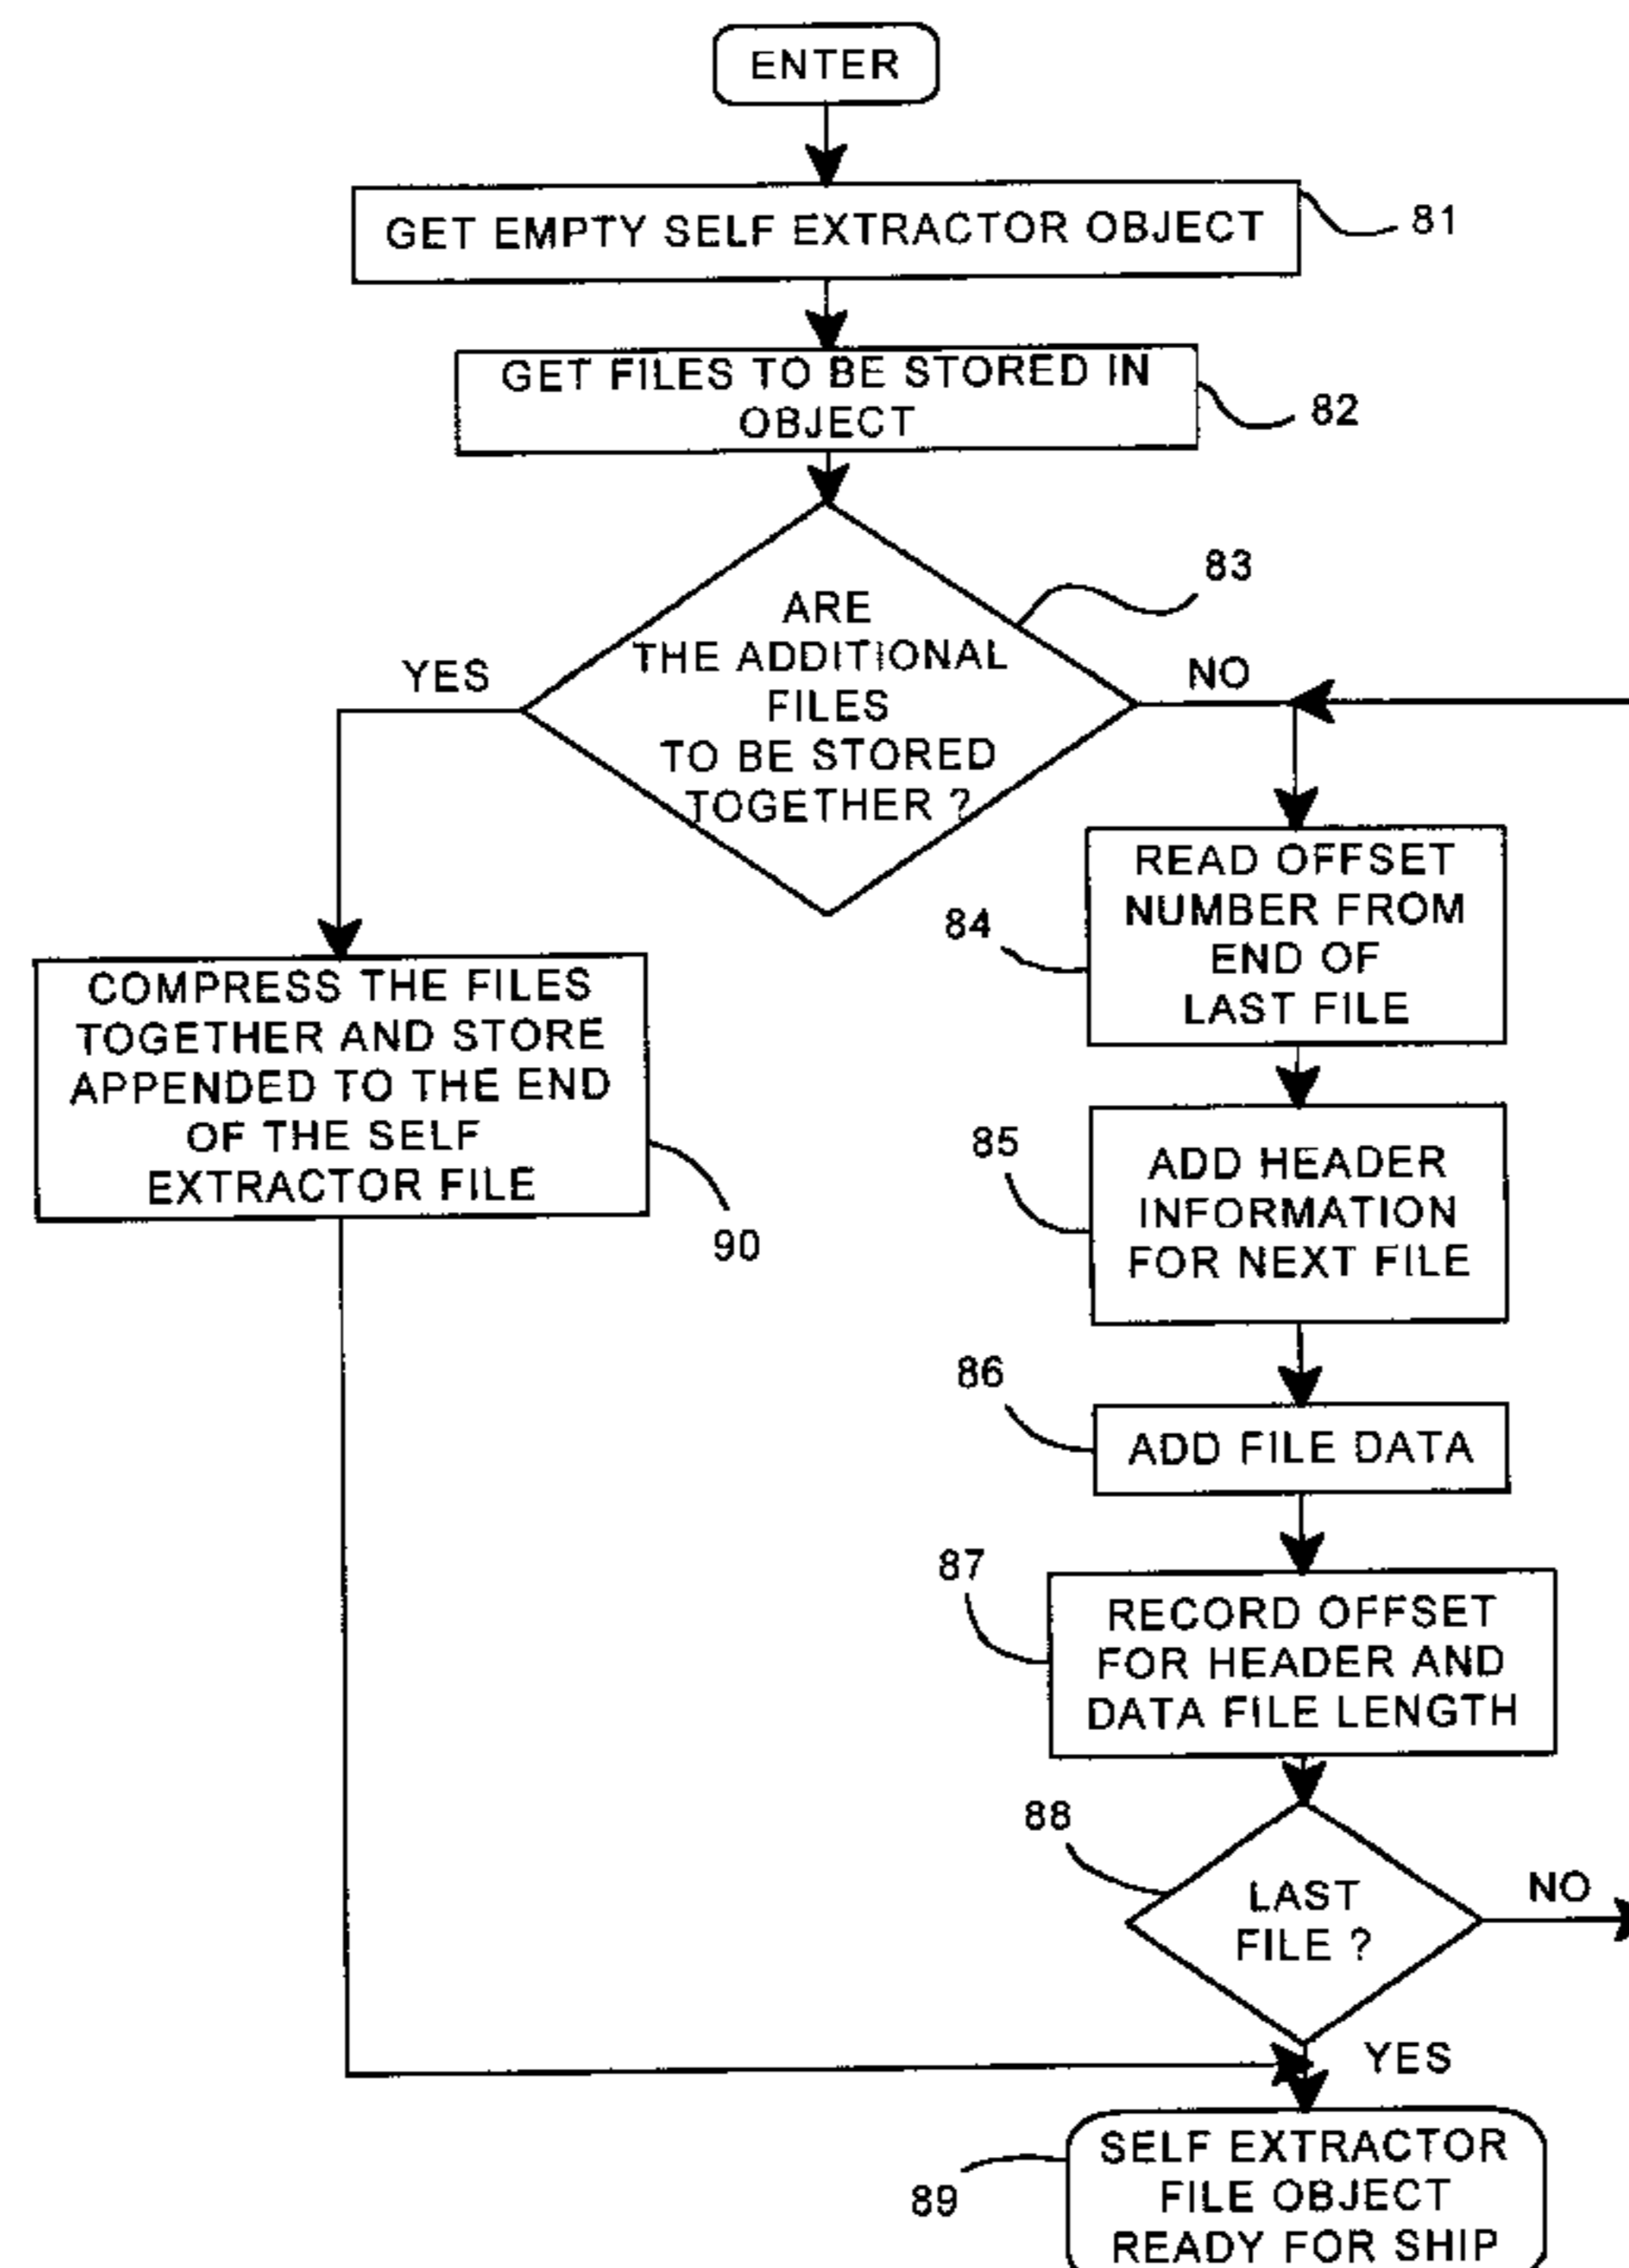 ENTER
GET EMPTY SELF EXTRACTOR OBJECT
81
GET FILES TO BE STORED IN
OBJECT
82
83
ARE
THE ADDITIONAL
FILES
TO BE STORED
TOGETHER ?
YES
NO
READ OFFSET
NUMBER FROM
END OF
LAST FILE
84
COMPRESS THE FILES
TOGETHER AND STORE
APPENDED TO THE END
OF THE SELF
EXTRACTOR FILE
90
85
ADD HEADER
INFORMATION
FOR NEXT FILE
86
ADD FILE DATA
87
RECORD OFFSET
FOR HEADER AND
DATA FILE LENGTH
88
LAST
FILE ?
NO
YES
SELF EXTRACTOR
FILE OBJECT
READY FOR SHIP
89